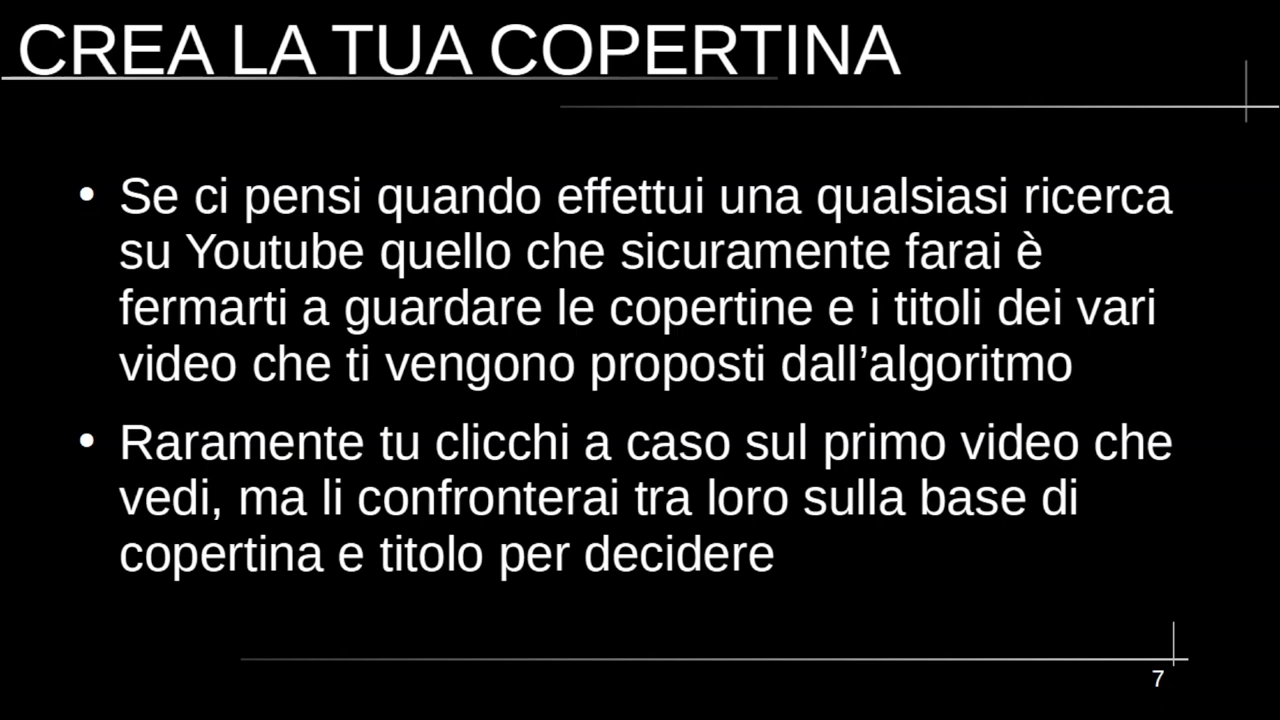 CREA LA TUA COPERTINA
• Se ci pensi quando effettui una qualsiasi ricerca
su Youtube quello che sicuramente farai è
fermarti a guardare le copertine e i titoli dei vari
video che ti vengono proposti dall’algoritmo
• Raramente tu clicchi a caso sul primo video che
vedi, ma li confronterai tra loro sulla base di
copertina e titolo per decidere
7